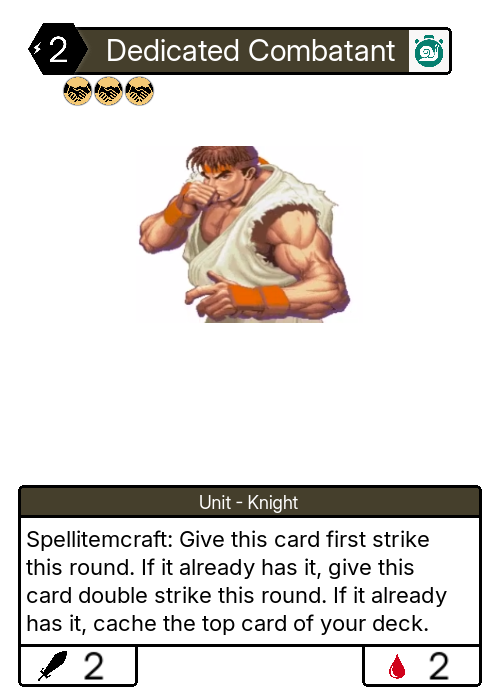 2 Dedicated Combatant
Unit - Knight
Spellitemcraft: Give this card first strike
this round. If it already has it, give this
card double strike this round. If it already
has it, cache the top card of your deck.
2 2